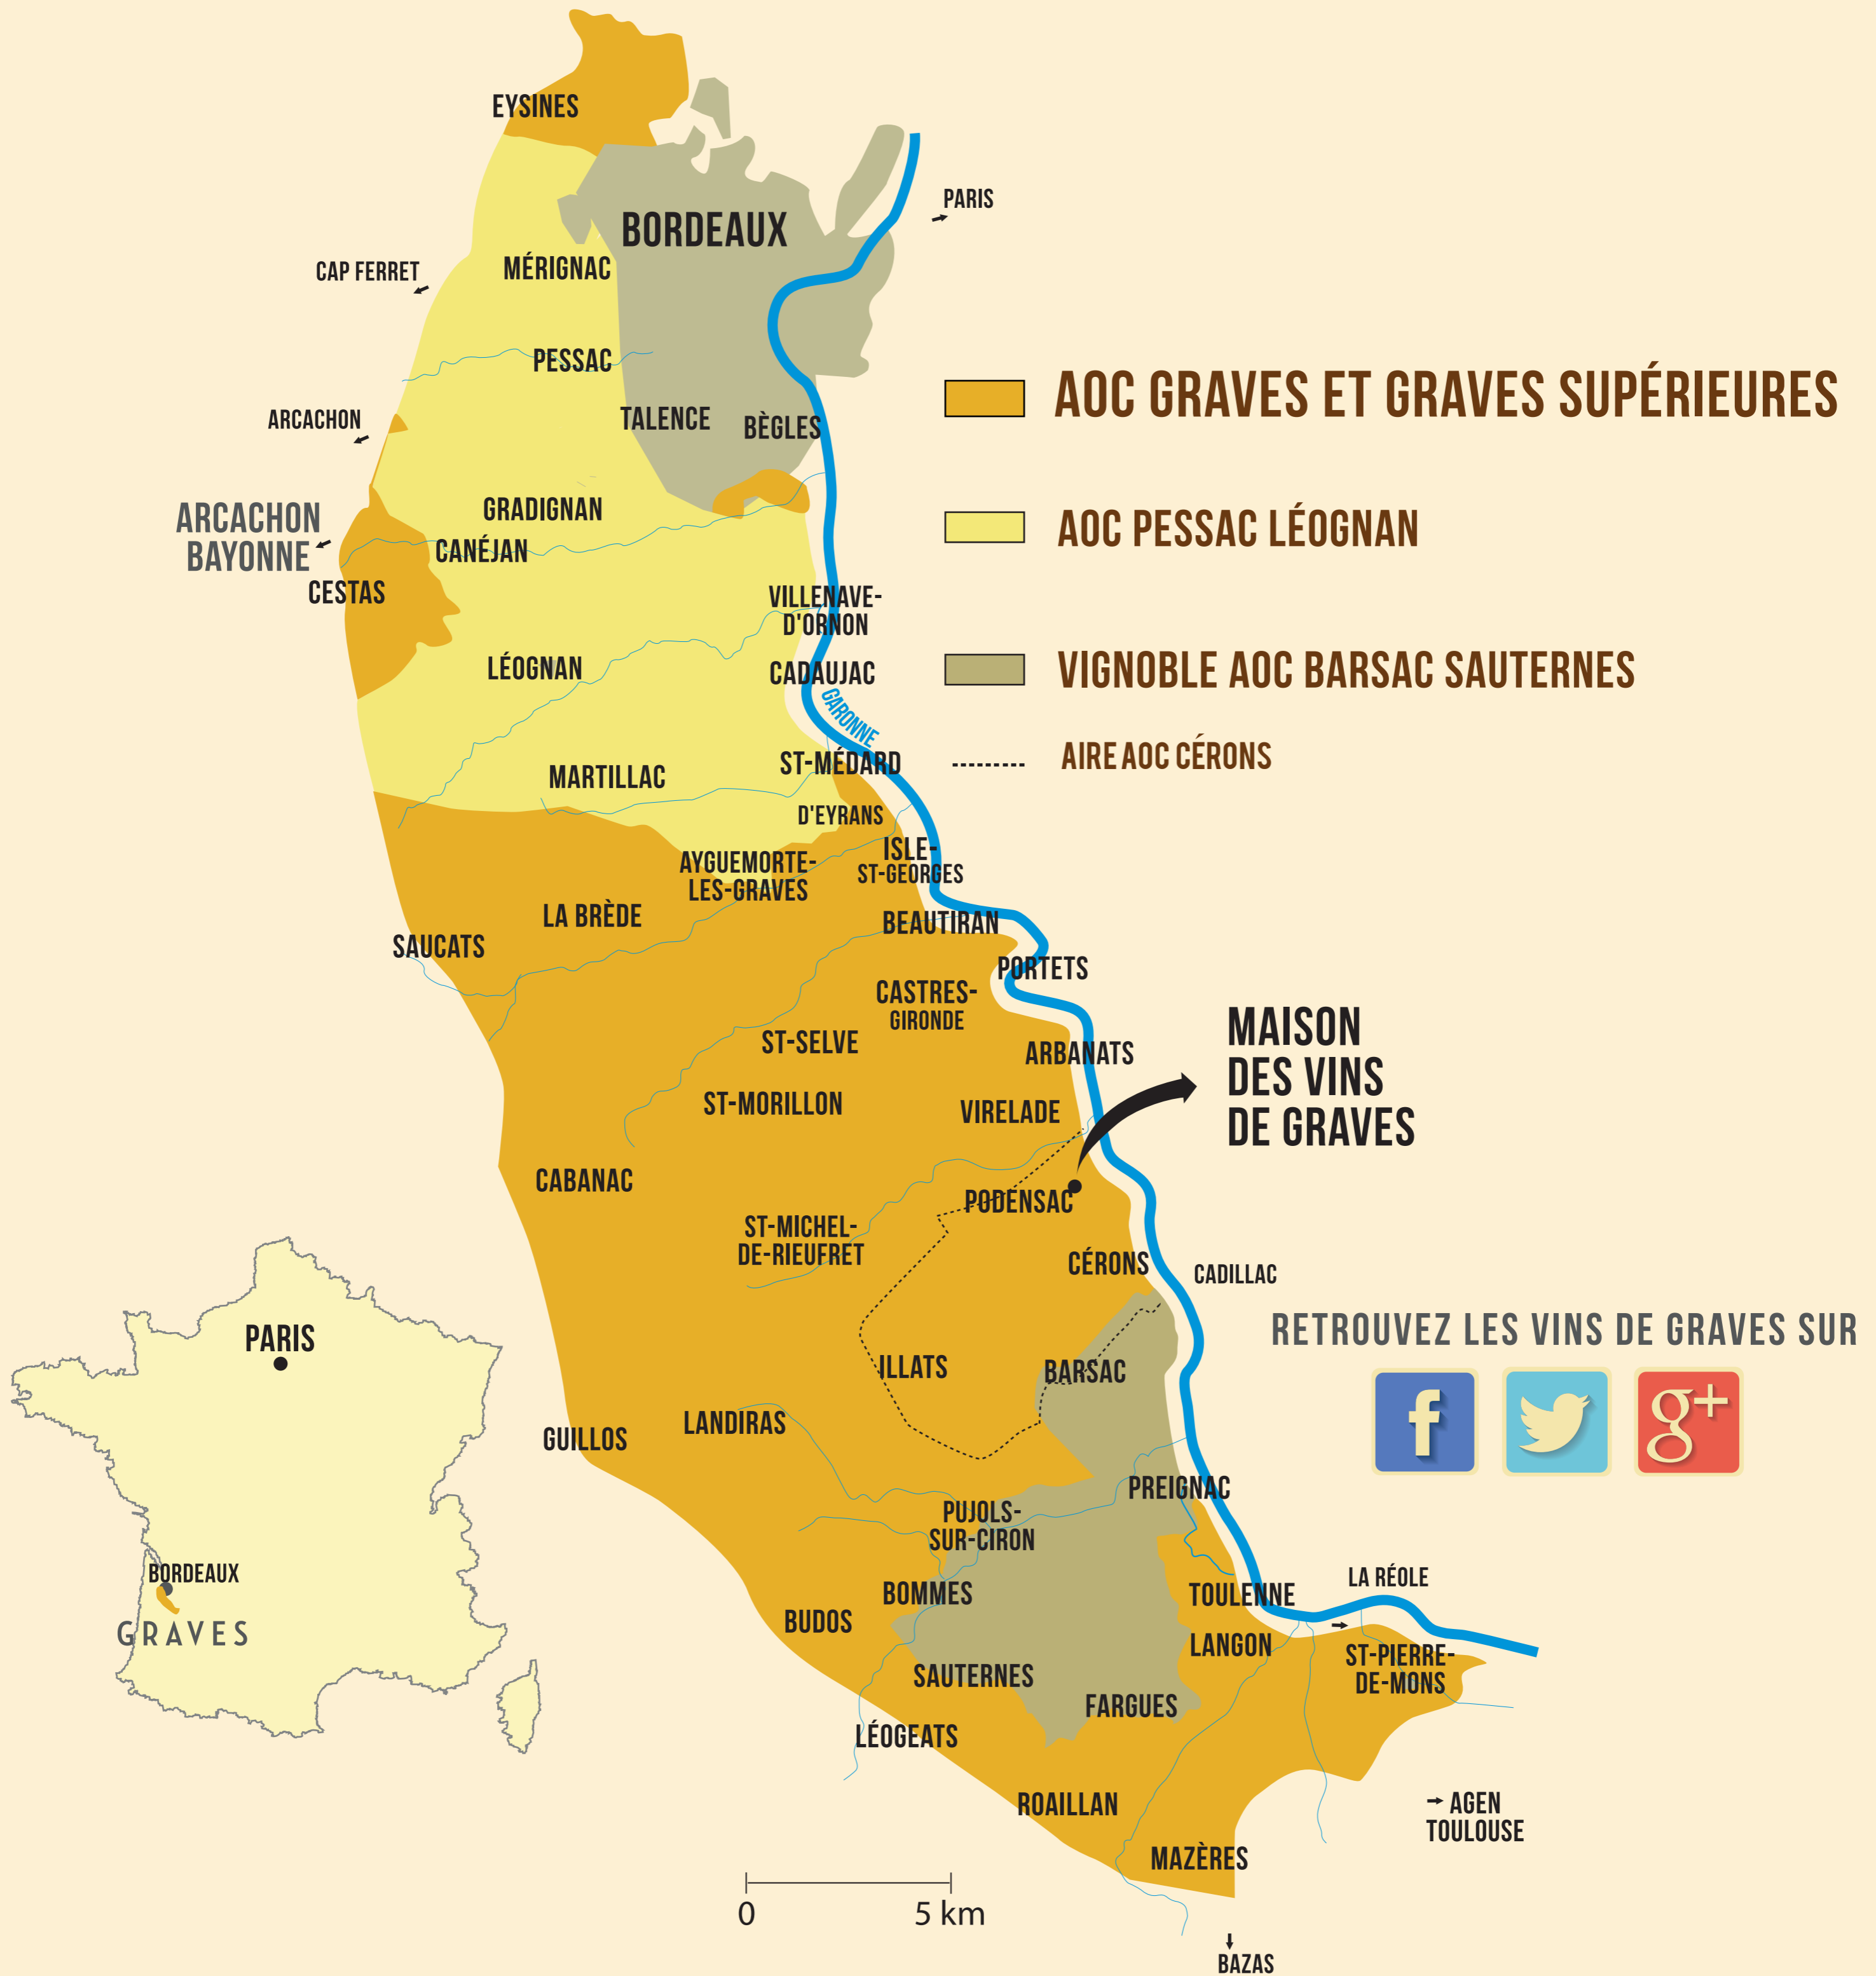 EYSINES
PARIS
BORDEAUX
CAP FERRET
MÉRIGNAC
PESSAC
AOC GRAVES ET GRAVES SUPÉRIEURES
ARCACHON
TALENCE
BÈGLES
GRADIGNAN
ARCACHON
BAYONNE
AOC PESSAC LÉOGNAN
CANÉJAN
CESTAS
VILLENAVE-
D'ORNON
LÉOGNAN
CADAUJAC
VIGNOBLE AOC BARSAC SAUTERNES
GARONNE
AIRE AOC CÉRONS
ST-MÉDARD
D'EYRANS
MARTILLAC
ISLE-
ST-GEORGES
AYGUEMORTE-
LES-GRAVES
LA BRÈDE
BEAUTIRAN
SAUCATS
PORTETS
CASTRES-
GIRONDE
ST-SELVE
ARBANATS
MAISON
DES VINS
DE GRAVES
ST-MORILLON
VIRELADE
CABANAC
PODENSAC
ST-MICHEL-
DE-RIEUFRET
CÉRONS
CADILLAC
RETROUVEZ LES VINS DE GRAVES SUR
f
g+
PARIS
ILLATS
BARSAC
LANDIRAS
GUILLOS
PREIGNAC
PUJOLS-
SUR-CIRON
BORDEAUX
GRAVES
BOMMES
TOULENNE
LA RÉOLE
BUDOS
LANGON
ST-PIERRE-
DE-MONS
SAUTERNES
FARGUES
LÉOGEATS
ROAILLAN
AGEN
TOULOUSE
MAZÈRES
0
5 km
BAZAS